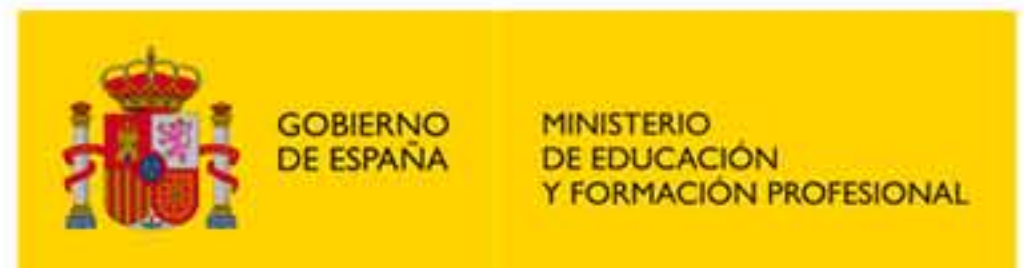 GOBIERNO
DE ESPAÑA
MINISTERIO
DE EDUCACIÓN
Y FORMACIÓN PROFESIONAL